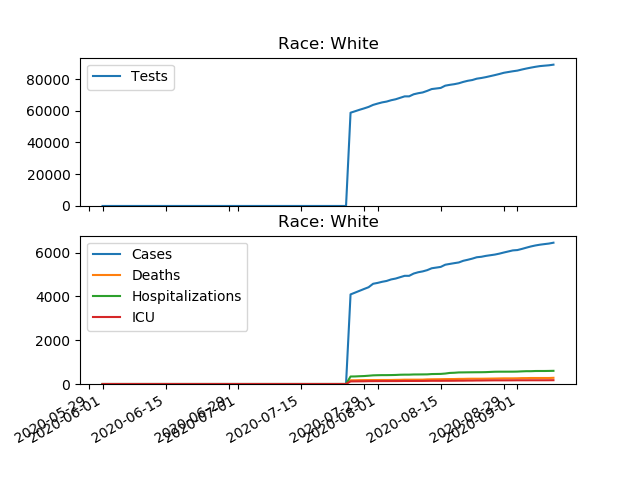 Race: White
80000
60000
40000
20000
0
Tests
Race: White
6000
4000
2000
0
Cases
Deaths
Hospitalizations
ICU
2020-05-29
2020-06-01
2020-06-15
2020-06-29
2020-07-01
2020-07-15
2020-07-29
2020-08-01
2020-08-15
2020-08-29
2020-09-01